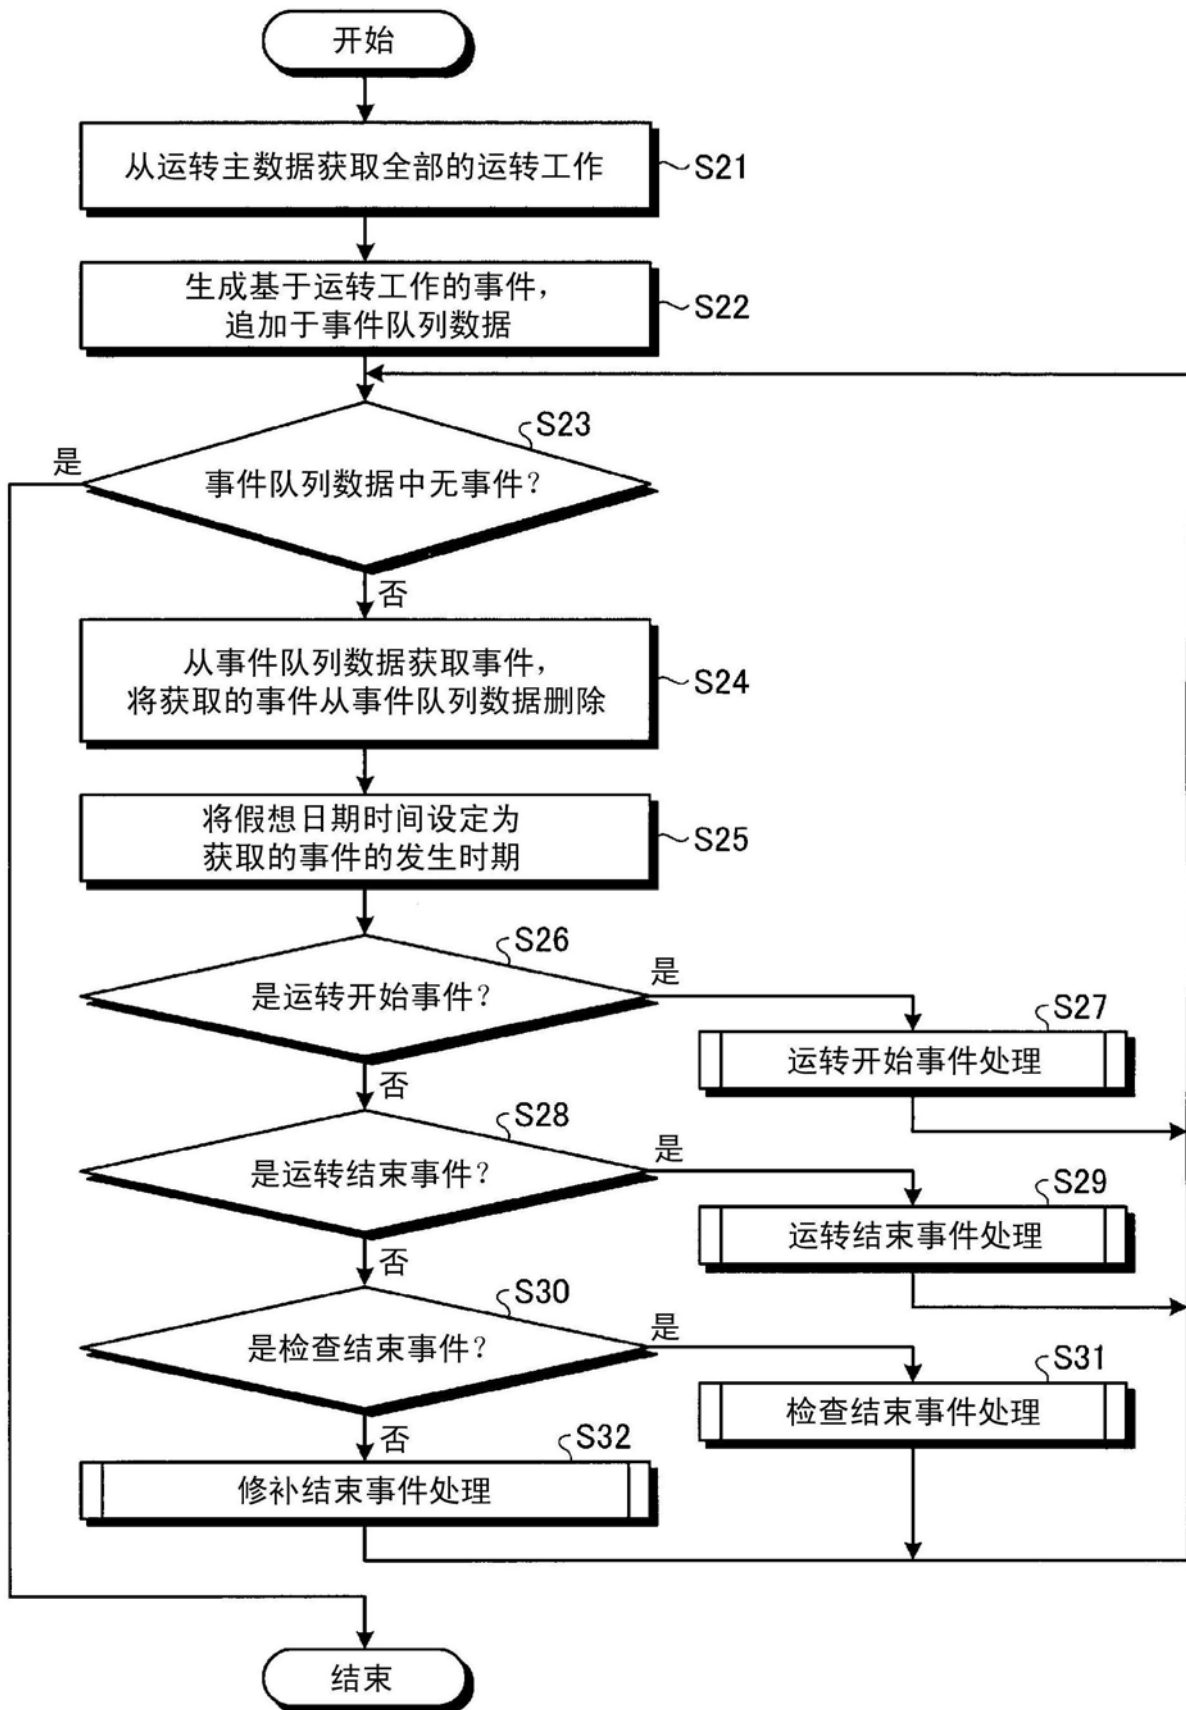 开始
从运转主数据获取全部的运转工作
S21
生成基于运转工作的事件，
追加于事件队列数据
S22
S23
是
事件队列数据中无事件？
否
从事件队列数据获取事件，
将获取的事件从事件队列数据删除
S24
将假想日期时间设定为
获取的事件的发生时期
S25
S26
是运转开始事件？
是
S27
运转开始事件处理
否
S28
是运转结束事件？
是
S29
运转结束事件处理
否
S30
是检查结束事件？
是
S31
检查结束事件处理
否
S32
修补结束事件处理
结束